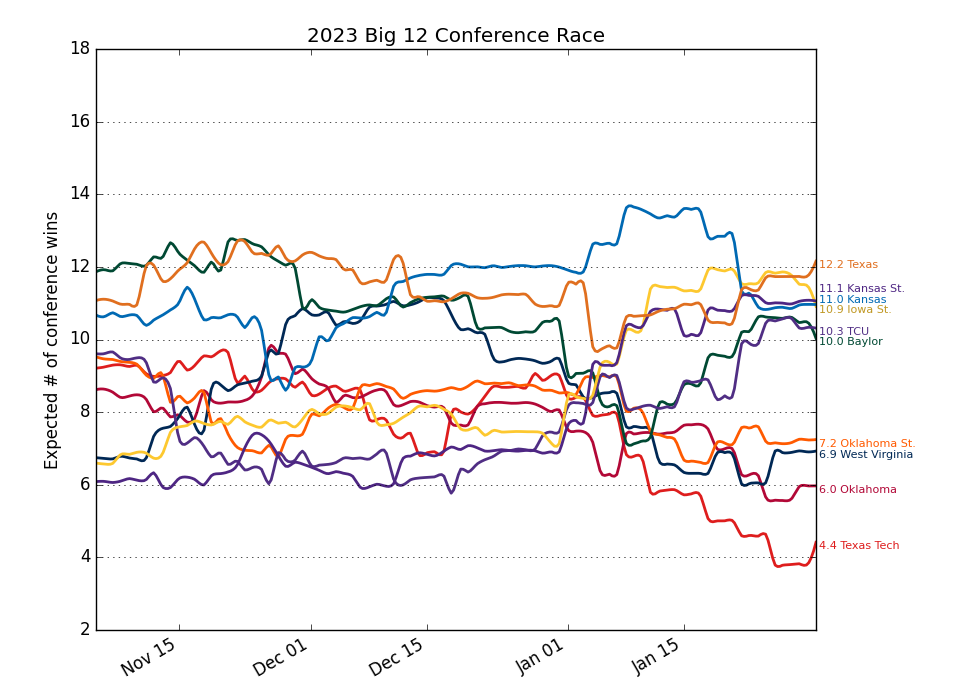 2023 Big 12 Conference Race
Expected # of conference wins
18
16
14
12
10
8
6
4
2
Nov 15
Dec 01
Dec 15
Jan 01
Jan 15
12.2 Texas
11.1 Kansas St.
11.0 Kansas
10.9 Iowa St.
10.3 TCU
10.0 Baylor
7.2 Oklahoma St.
6.9 West Virginia
6.0 Oklahoma
4.4 Texas Tech